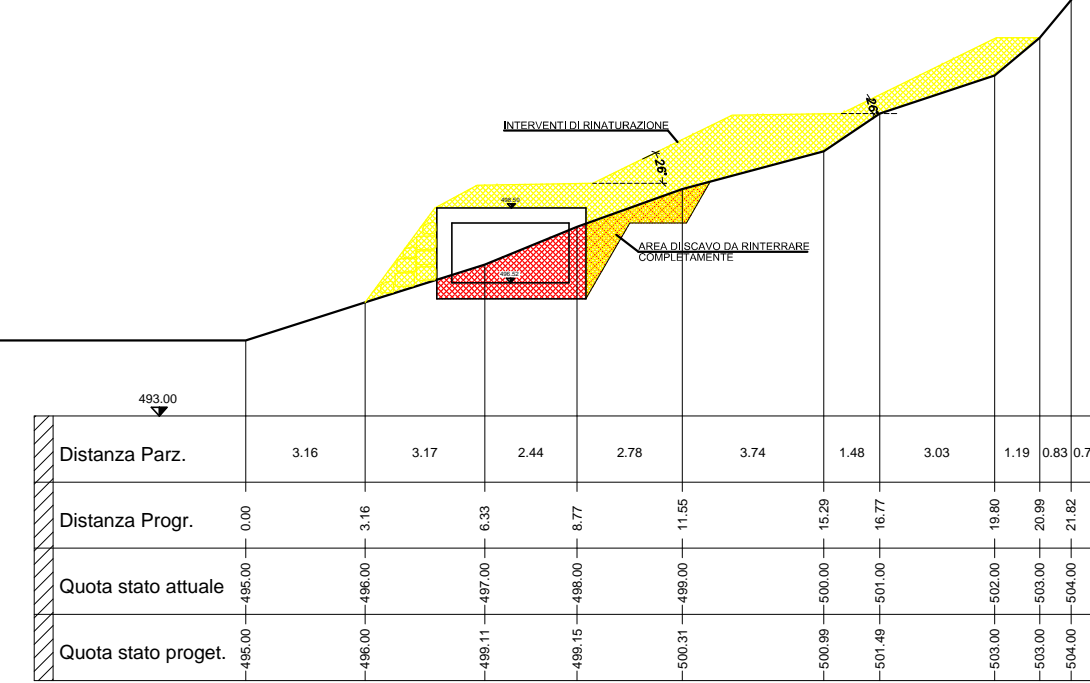 INTERVENTI DI RINATURAZIONE
26°
26°
498.50
AREA DI SCAVO DA RINTERRARE
COMPLETAMENTE
496.52
493.00
Distanza Parz. 3.16 3.17 2.44 2.78 3.74 1.48 3.03 1.19 0.83 0.7
Distanza Progr. 0.00 3.16 6.33 8.77 11.55 15.29 16.77 19.80 20.99 21.82
Quota stato attuale 495.00 496.00 497.00 498.00 499.00 500.00 501.00 502.00 503.00 504.00
Quota stato proget. 495.00 496.00 499.11 499.15 500.31 500.99 501.49 503.00 503.00 504.00